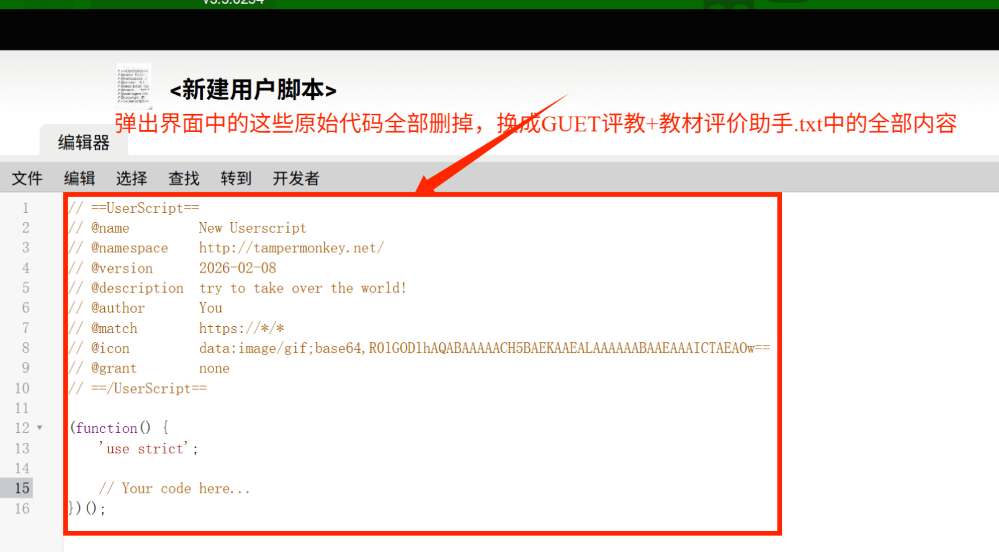 v5.5.6234
<新建用户脚本>
弹出界面中的这些原始代码全部删掉，换成GUET评教+教材评价助手.txt中的全部内容
编辑器
文件 编辑 选择 查找 转到 开发者
1 // ==UserScript==
2 // @name         New Userscript
3 // @namespace    http://tampermonkey.net/
4 // @version      2026-02-08
5 // @description  try to take over the world!
6 // @author       You
7 // @match        https://*/*
8 // @icon         data:image/gif;base64,R0lGODlhAQABAAAAACH5BAEKAAEALAAAAAABAAEAAAICTAEAOw==
9 // @grant        none
10 // ==/UserScript==
11
12 (function() {
13     'use strict';
14
15     // Your code here...
16 })();